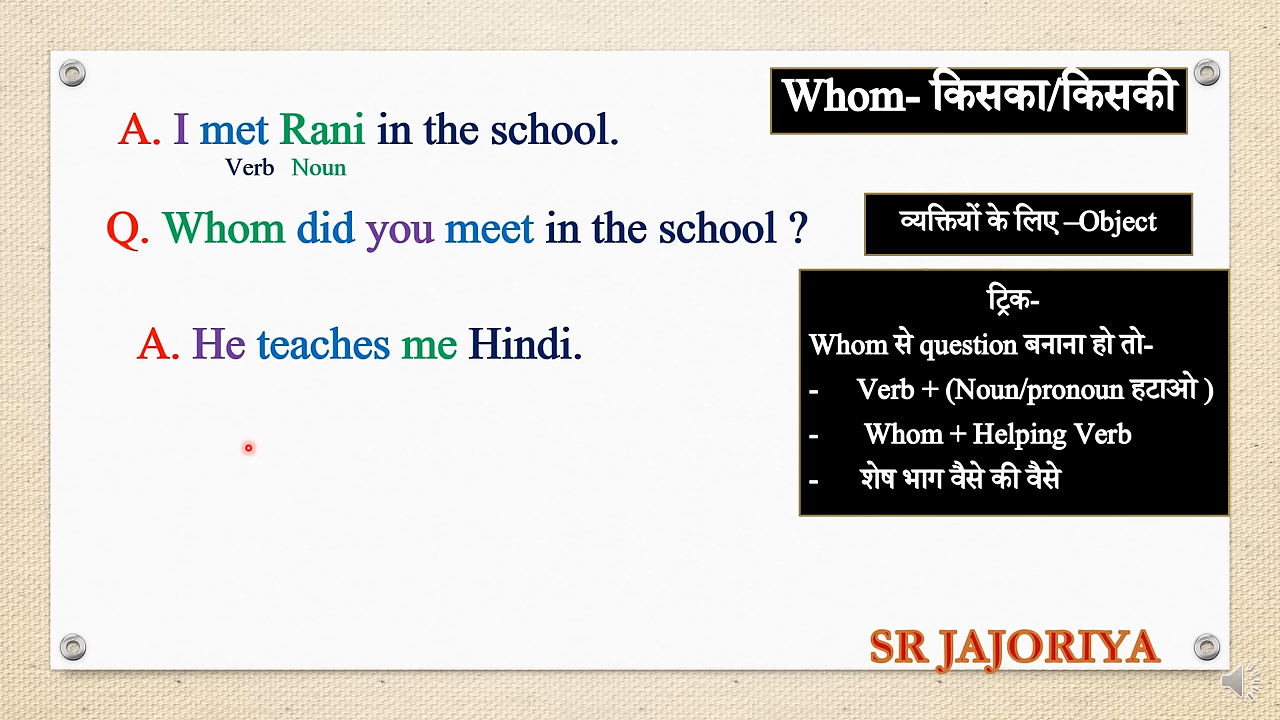 A. I met Rani in the school.
Verb Noun
Q. Whom did you meet in the school ?
A. He teaches me Hindi.
Whom- किसका/किसकी
व्यक्तियों के लिए –Object
ट्रिक-
Whom से question बनाना हो तो-
- Verb + (Noun/pronoun हटाओ )
- Whom + Helping Verb
- शेष भाग वैसे की वैसे
SR JAJORIYA